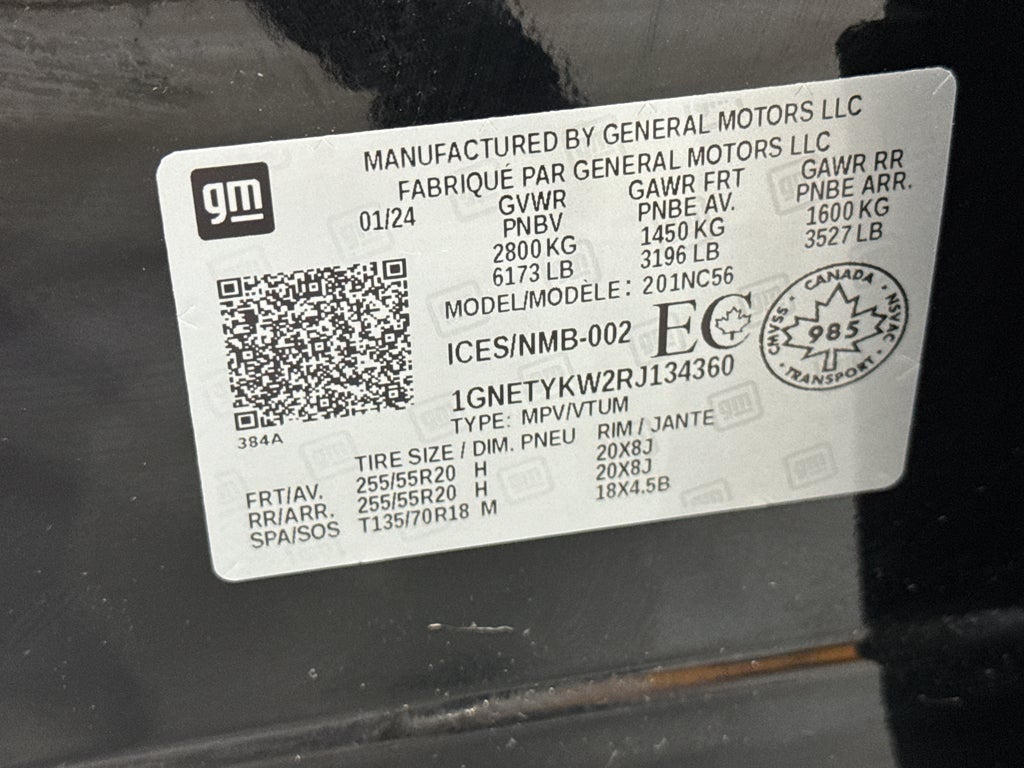 MANUFACTURED BY GENERAL MOTORS LLC
FABRIQUÉ PAR GENERAL MOTORS LLC
gm
01/24
GVWR
PNBV
2800 KG
6173 LB
GAWR FRT
PNBE AV.
1450 KG
3196 LB
GAWR RR
PNBE ARR.
1600 KG
3527 LB
MODEL/MODÈLE: 201NC56
ICES/NMB-002
EC
CANADA
CMVSS
985
NSVAC
TRANSPORT
1GNETYKW2RJ134360
TYPE: MPV/VTUM
384A
TIRE SIZE / DIM. PNEU RIM / JANTE
FRT/AV. 255/55R20 H 20X8J
RR/ARR. 255/55R20 H 20X8J
SPA/SOS T135/70R18 M 18X4.5B